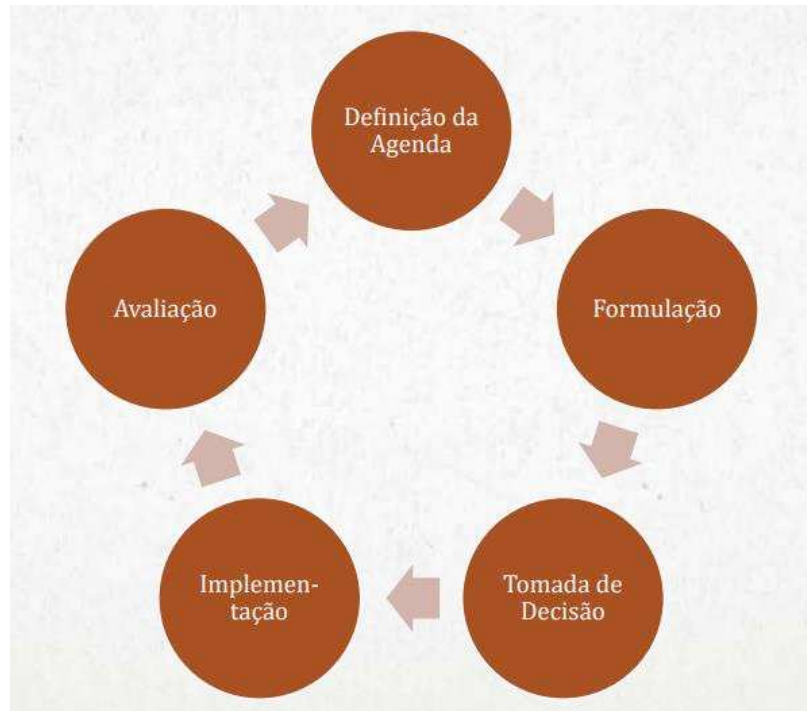 Definição da
Agenda
Formulação
Tomada de
Decisão
Implemen-
tação
Avaliação